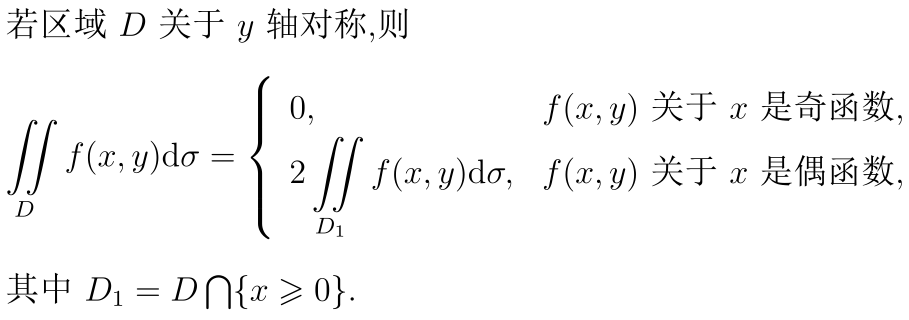 若区域 D 关于 y 轴对称,则
$$\iint\limits_{D} f(x,y)\mathrm{d}\sigma = \begin{cases} 0, & f(x,y) \text{ 关于 } x \text{ 是奇函数,} \\ 2\iint\limits_{D_1} f(x,y)\mathrm{d}\sigma, & f(x,y) \text{ 关于 } x \text{ 是偶函数,} \end{cases}$$
其中 $D_1 = D\bigcap\{x \geqslant 0\}$.